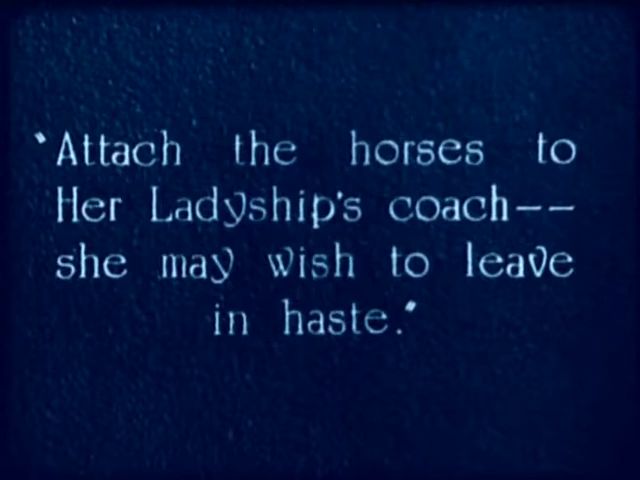 "Attach the horses to
Her Ladyship's coach--
she may wish to leave
in haste."